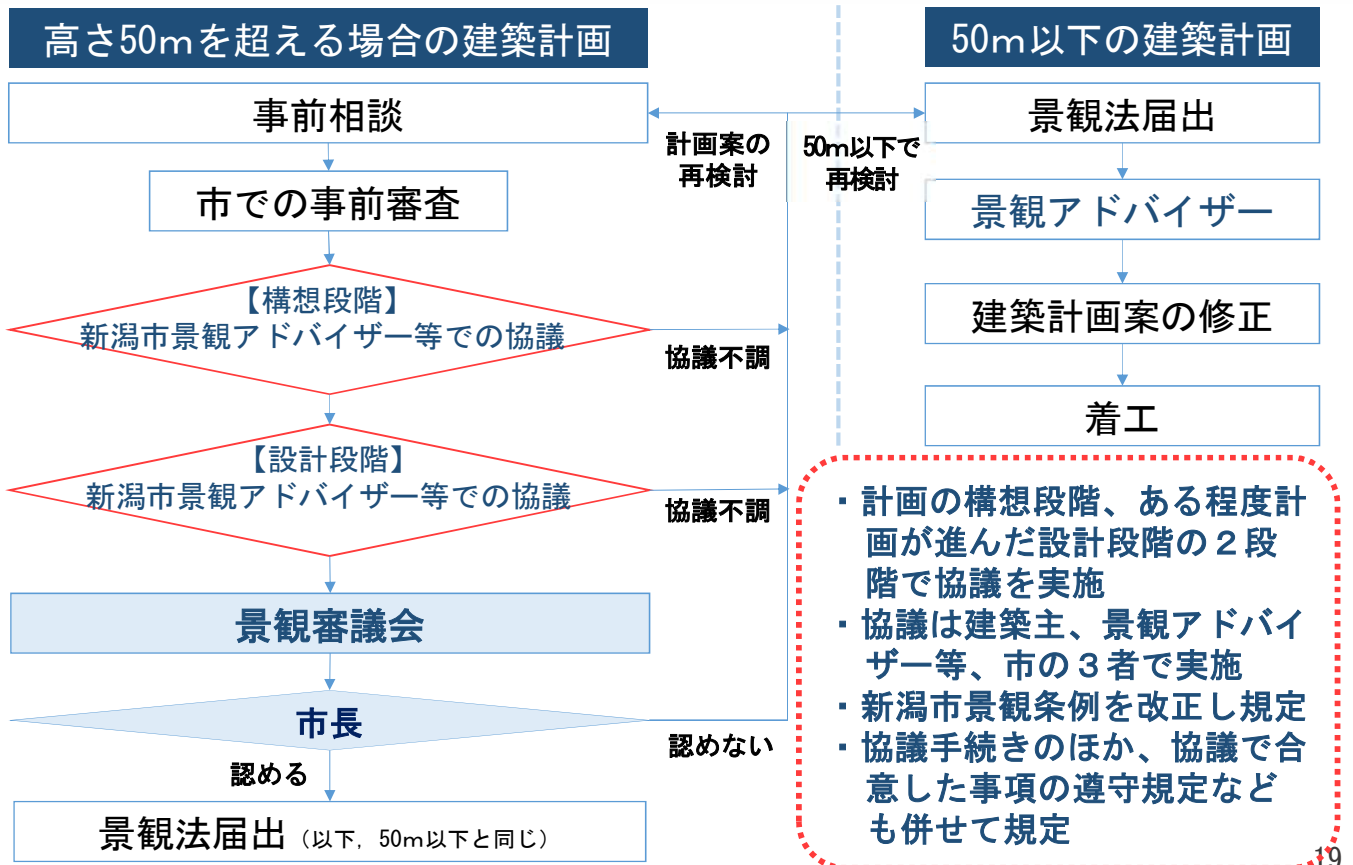 高さ50ｍを超える場合の建築計画
事前相談
市での事前審査
【構想段階】
新潟市景観アドバイザー等での協議
【設計段階】
新潟市景観アドバイザー等での協議
景観審議会
市長
認める
景観法届出（以下，50ｍ以下と同じ）
計画案の
再検討
50ｍ以下で
再検討
協議不調
協議不調
認めない
50ｍ以下の建築計画
景観法届出
景観アドバイザー
建築計画案の修正
着工
・計画の構想段階、ある程度計
画が進んだ設計段階の２段
階で協議を実施
・協議は建築主、景観アドバイ
ザー等、市の３者で実施
・新潟市景観条例を改正し規定
・協議手続きのほか、協議で合
意した事項の遵守規定など
も併せて規定
19